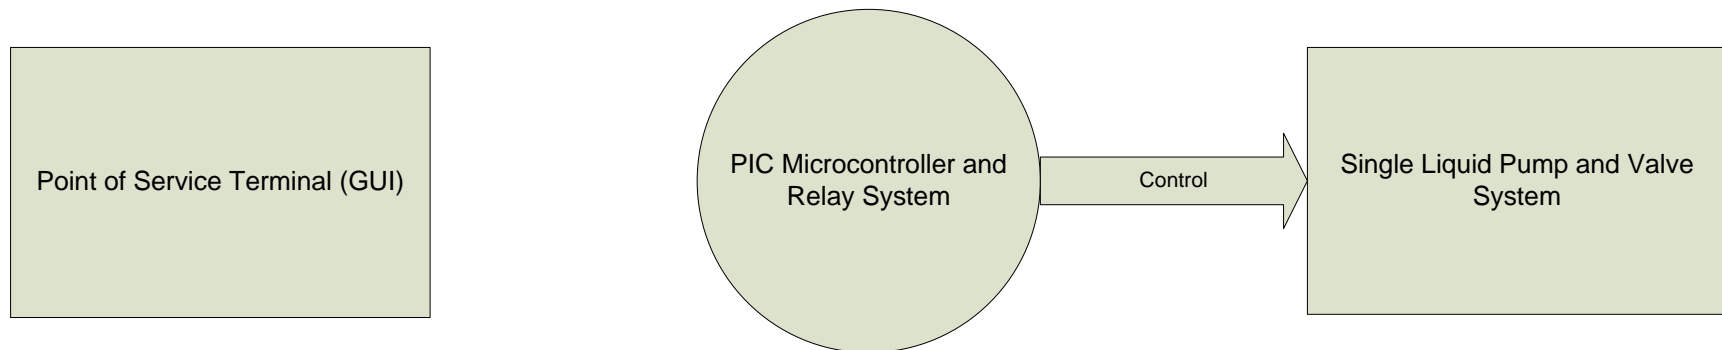 Point of Service Terminal (GUI)
PIC Microcontroller and
Relay System
Control
Single Liquid Pump and Valve
System